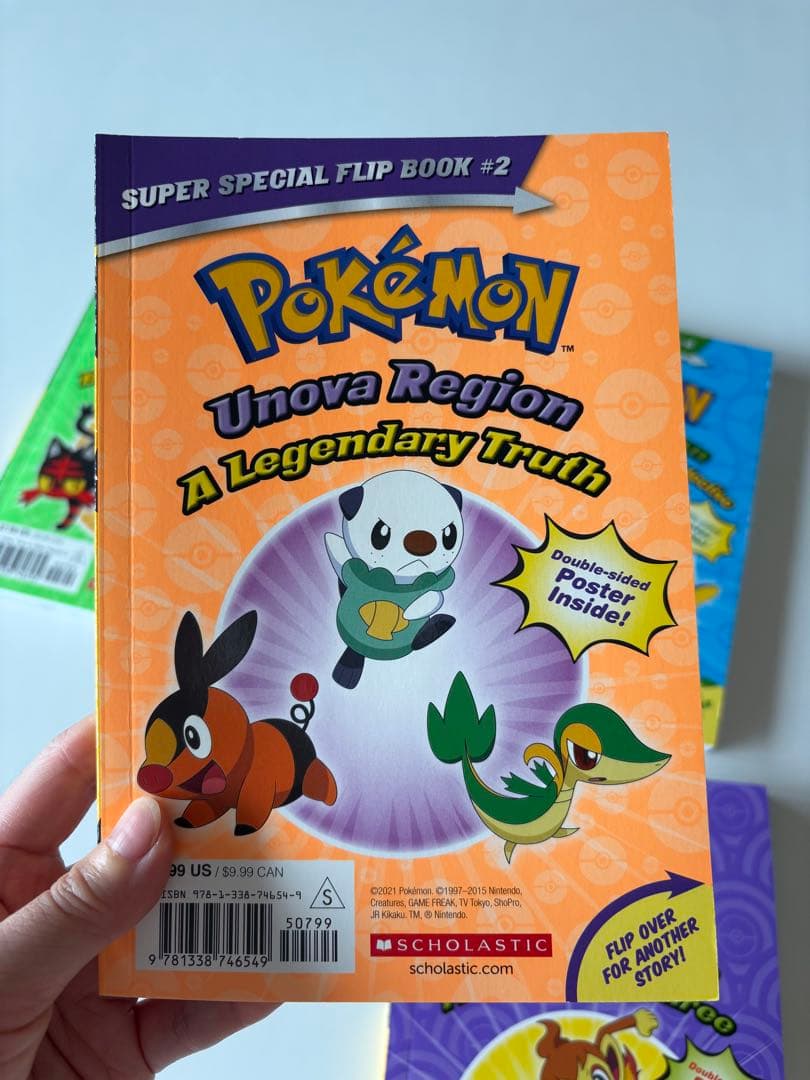 SUPER SPECIAL FLIP BOOK #2
POKÉMON
TM
Unova Region
A Legendary Truth
Double-sided
Poster
Inside!
99 US / $9.99 CAN
ISBN 978-1-338-74654-9
S
50799
9 781338 746549
©2021 Pokémon. ©1997–2015 Nintendo,
Creatures, GAME FREAK, TV Tokyo, ShoPro,
JR Kikaku. TM, ® Nintendo.
SCHOLASTIC
scholastic.com
FLIP OVER
FOR ANOTHER
STORY!